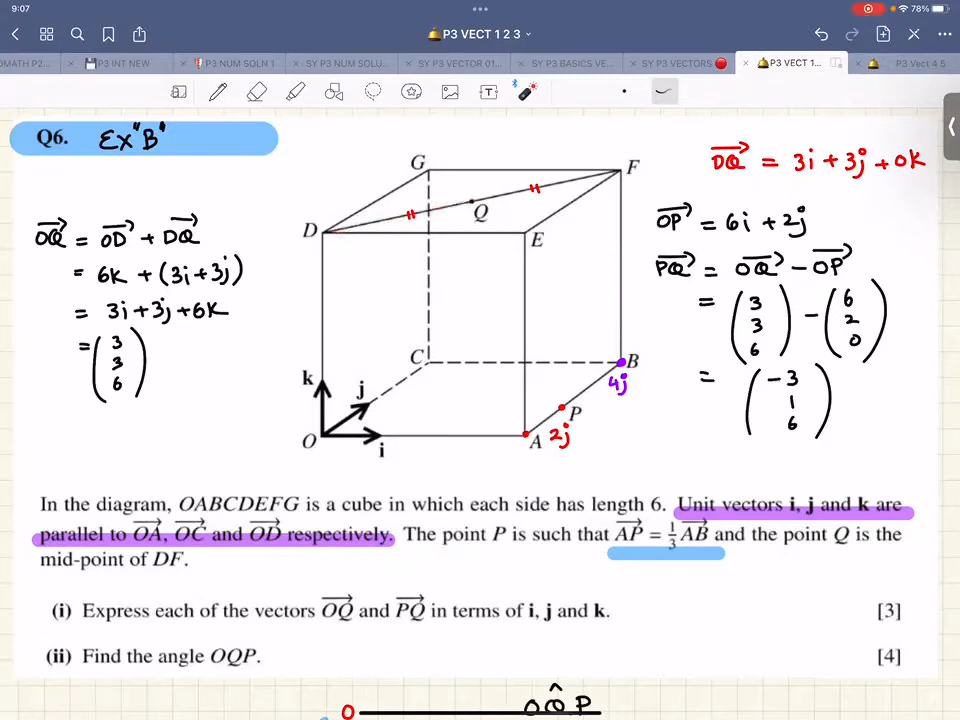 9:07
78%
🔔P3 VECT 1 2 3
OMATH P2...
P3 INT NEW
P3 NUM SOLN 1
SY P3 NUM SOLU...
SY P3 VECTOR 01...
SY P3 BASICS VE...
SY P3 VECTORS 🔴
🔔P3 VECT 1...
P3 Vect 4 5
Q6. Ex "B"
OQ = OD + DQ
= 6k + (3i + 3j)
= 3i + 3j + 6k
= (3 3 6)
G
F
D
Q
E
C
B
4j
k
j
P
O
i
A
2j
DQ = 3i + 3j + 0k
OP = 6i + 2j
PQ = OQ − OP
= (3 3 6) − (6 2 0)
= (−3 1 6)
In the diagram, OABCDEFG is a cube in which each side has length 6. Unit vectors i, j and k are
parallel to OA, OC and OD respectively. The point P is such that AP = 1/3 AB and the point Q is the
mid-point of DF.
(i) Express each of the vectors OQ and PQ in terms of i, j and k. [3]
(ii) Find the angle OQP. [4]
OQ̂P
O